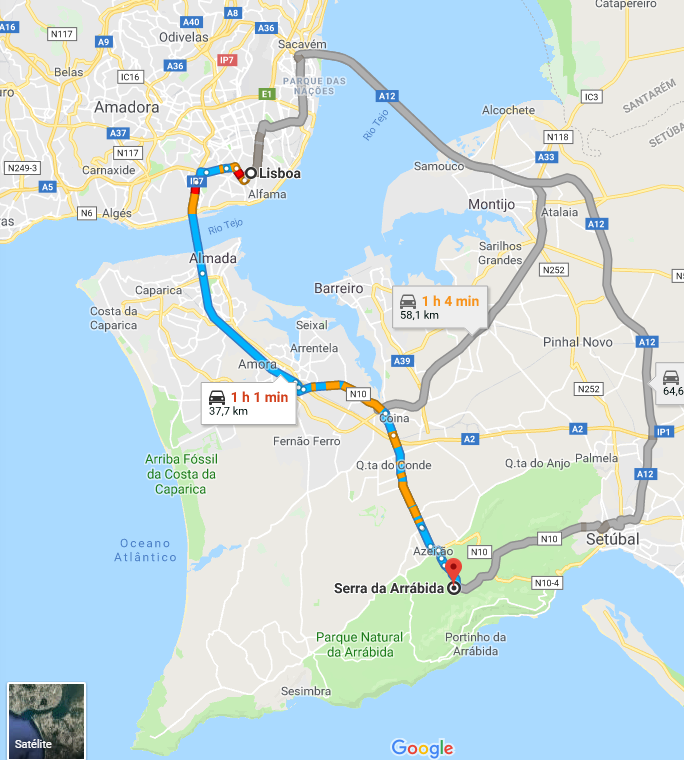 Catapereiro
A16
N117
A40
A8
A36
A9
Odivelas
Sacavém
IP7
Belas
A36
IC16
PARQUE DAS
NAÇÕES
E1
A12
IC3
SANTARÉM
Amadora
Rio Tejo
Alcochete
A37
N118
SETÚBA
N117
N249-3
Carnaxide
Samouco
A33
A5
IP7
Lisboa
Alfama
Montijo
Atalaia
N6
Algés
Rio Tejo
A12
Sarilhos
Grandes
Almada
N252
Caparica
Barreiro
1 h 4 min
58,1 km
Costa da
Caparica
Seixal
Arrentela
Pinhal Novo
A12
Amora
A39
1 h 1 min
37,7 km
N10
N252
64,6
Coina
Fernão Ferro
A2
A2
IP1
Arriba Fóssil
da Costa da
Caparica
Q.ta do Conde
Q.ta do Anjo
Palmela
A12
Oceano
Atlântico
Azeitão
N10
N10
Setúbal
Serra da Arrábida
N10-4
Parque Natural
da Arrábida
Portinho da
Arrábida
Sesimbra
Satélite
Google